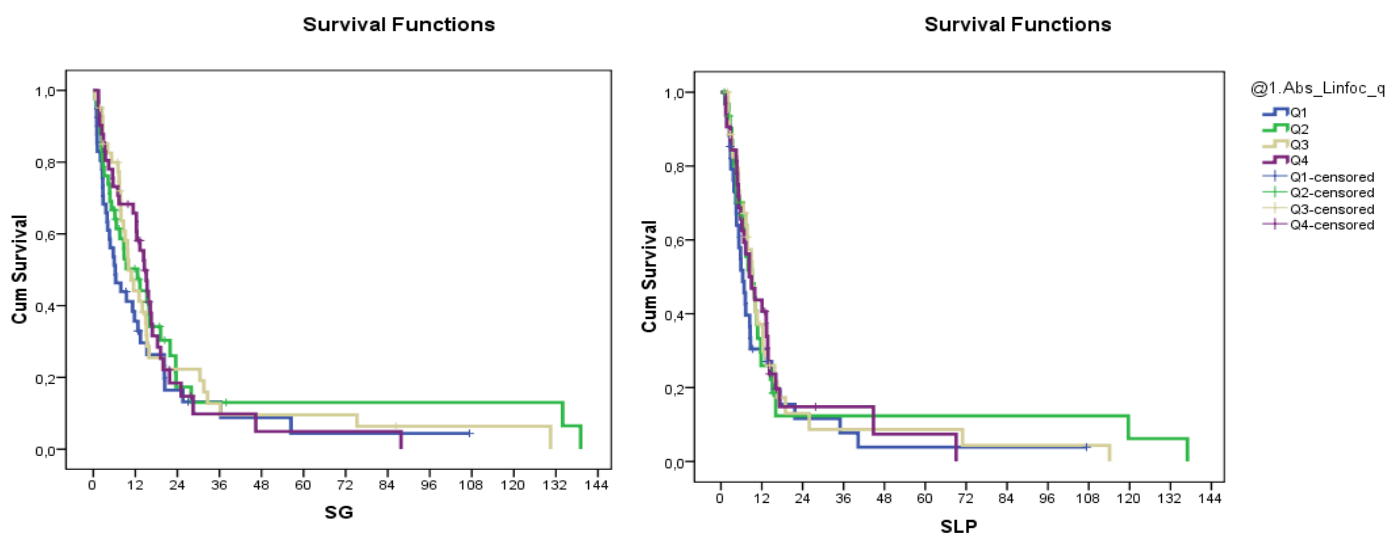 Survival Functions
1,0
0,8
0,6
0,4
0,2
0,0
Cum Survival
0 12 24 36 48 60 72 84 96 108 120 132 144
SG
Survival Functions
1,0
0,8
0,6
0,4
0,2
0,0
Cum Survival
0 12 24 36 48 60 72 84 96 108 120 132 144
SLP
@1.Abs_Linfoc_q
Q1
Q2
Q3
Q4
Q1-censored
Q2-censored
Q3-censored
Q4-censored